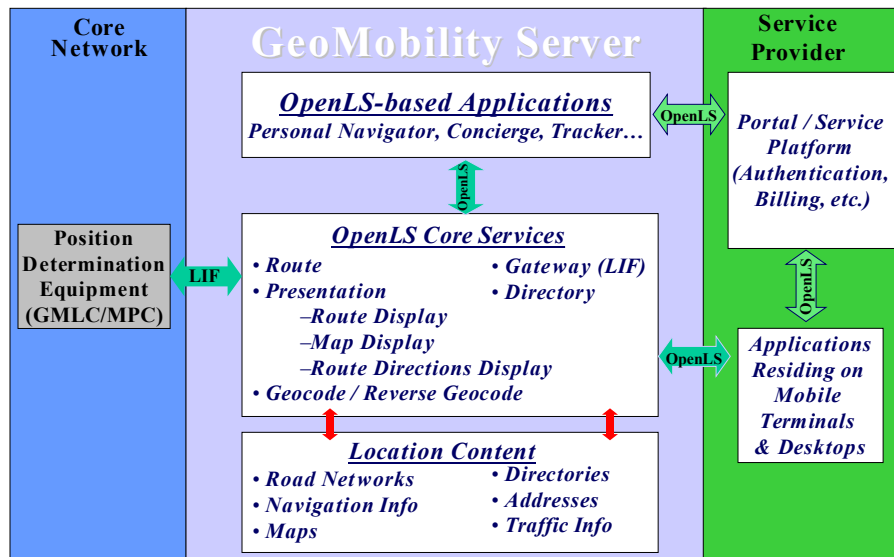 Core
Network
Position
Determination
Equipment
(GMLC/MPC)
LIF
GeoMobility Server
OpenLS-based Applications
Personal Navigator, Concierge, Tracker…
OpenLS
OpenLS Core Services
• Route
• Presentation
–Route Display
–Map Display
–Route Directions Display
• Geocode / Reverse Geocode
• Gateway (LIF)
• Directory
Location Content
• Road Networks
• Navigation Info
• Maps
• Directories
• Addresses
• Traffic Info
OpenLS
OpenLS
Service
Provider
Portal / Service
Platform
(Authentication,
Billing, etc.)
OpenLS
Applications
Residing on
Mobile
Terminals
& Desktops